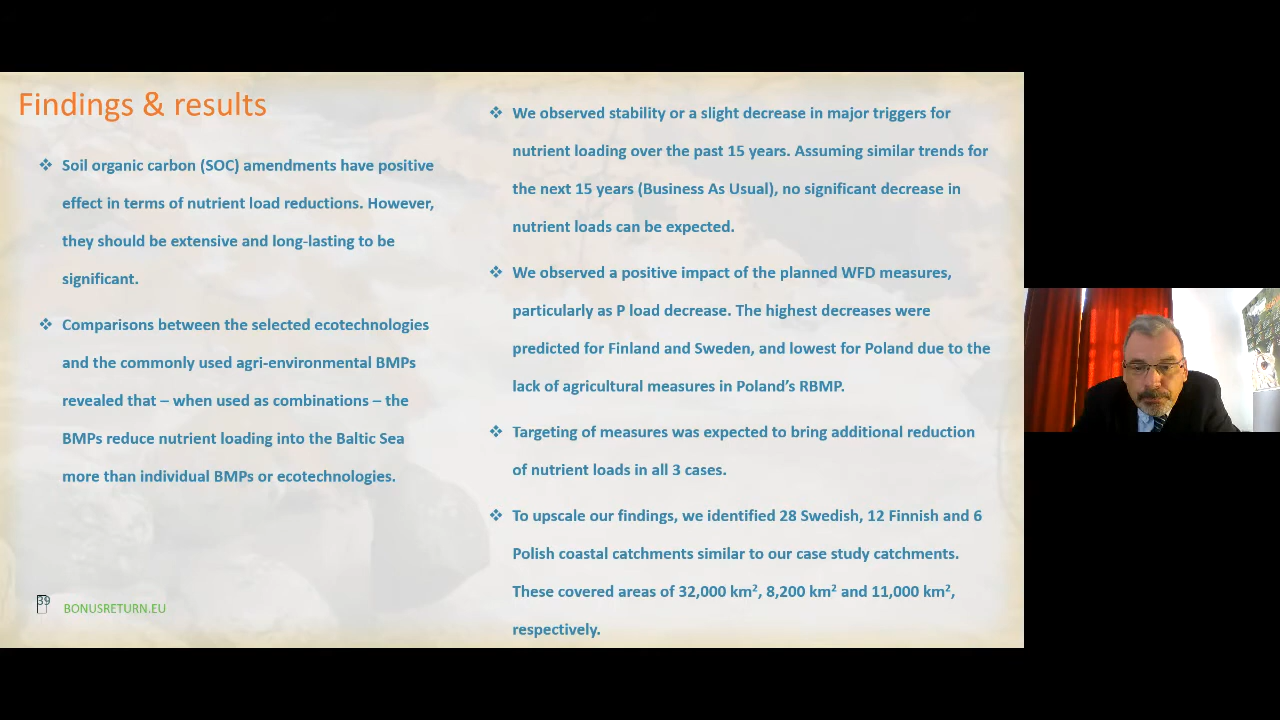 Findings & results
❖ Soil organic carbon (SOC) amendments have positive
effect in terms of nutrient load reductions. However,
they should be extensive and long-lasting to be
significant.
❖ Comparisons between the selected ecotechnologies
and the commonly used agri-environmental BMPs
revealed that – when used as combinations – the
BMPs reduce nutrient loading into the Baltic Sea
more than individual BMPs or ecotechnologies.
❖ We observed stability or a slight decrease in major triggers for
nutrient loading over the past 15 years. Assuming similar trends for
the next 15 years (Business As Usual), no significant decrease in
nutrient loads can be expected.
❖ We observed a positive impact of the planned WFD measures,
particularly as P load decrease. The highest decreases were
predicted for Finland and Sweden, and lowest for Poland due to the
lack of agricultural measures in Poland’s RBMP.
❖ Targeting of measures was expected to bring additional reduction
of nutrient loads in all 3 cases.
❖ To upscale our findings, we identified 28 Swedish, 12 Finnish and 6
Polish coastal catchments similar to our case study catchments.
These covered areas of 32,000 km², 8,200 km² and 11,000 km²,
respectively.
39
BONUSRETURN.EU